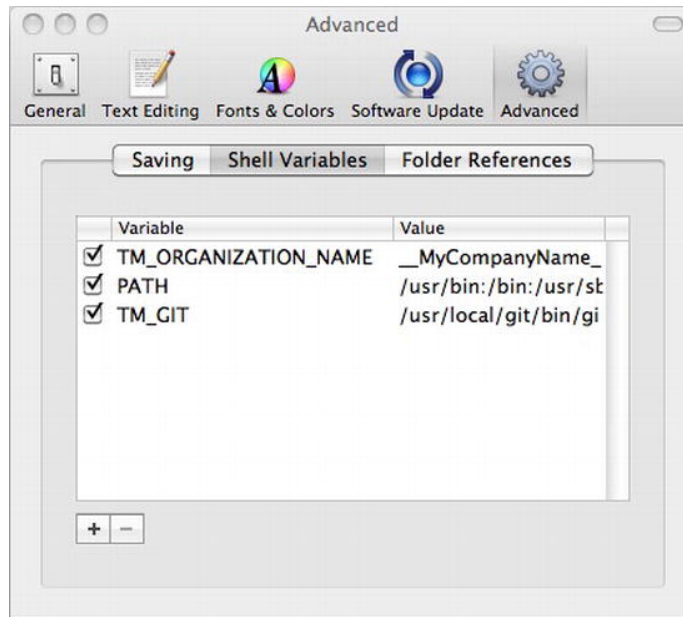 Advanced
General Text Editing Fonts & Colors Software Update Advanced
Saving Shell Variables Folder References
Variable Value
TM_ORGANIZATION_NAME __MyCompanyName_
PATH /usr/bin:/bin:/usr/sb
TM_GIT /usr/local/git/bin/gi
+ −